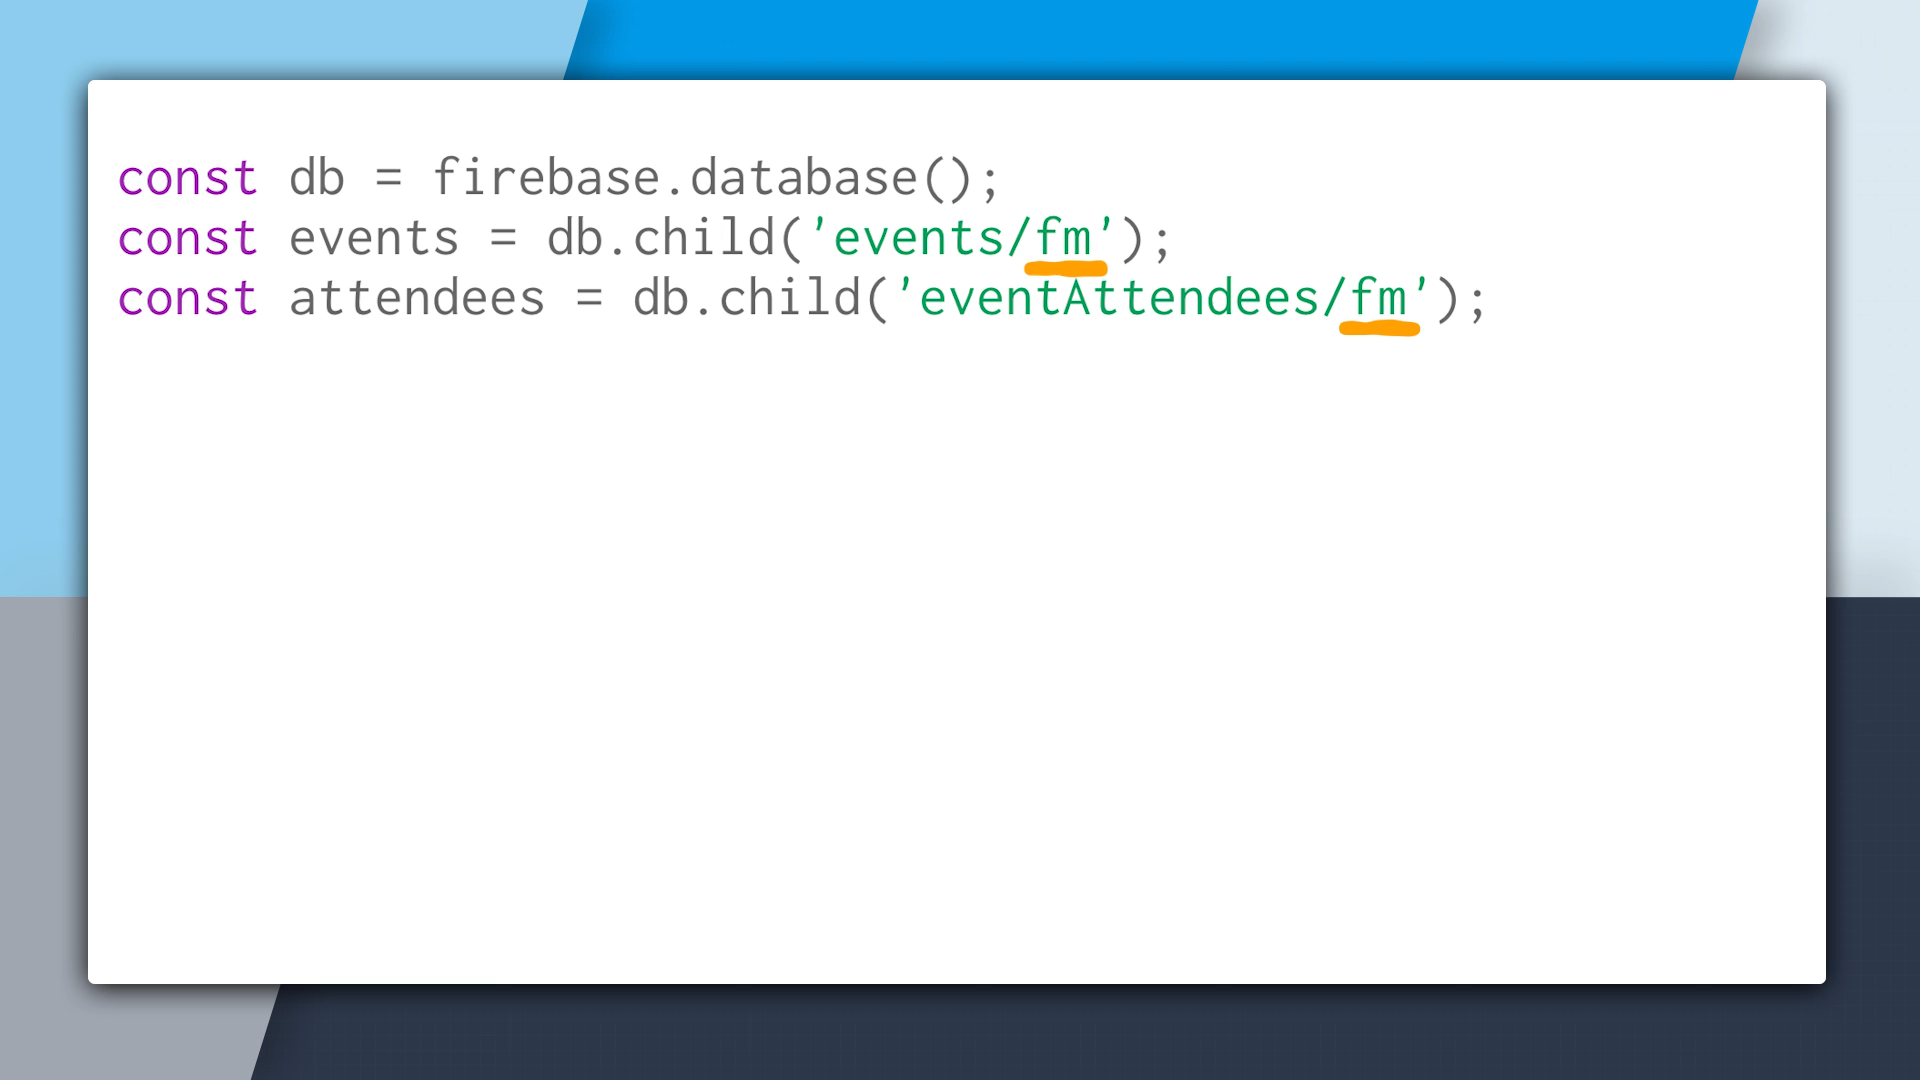 const db = firebase.database();
const events = db.child('events/fm');
const attendees = db.child('eventAttendees/fm');